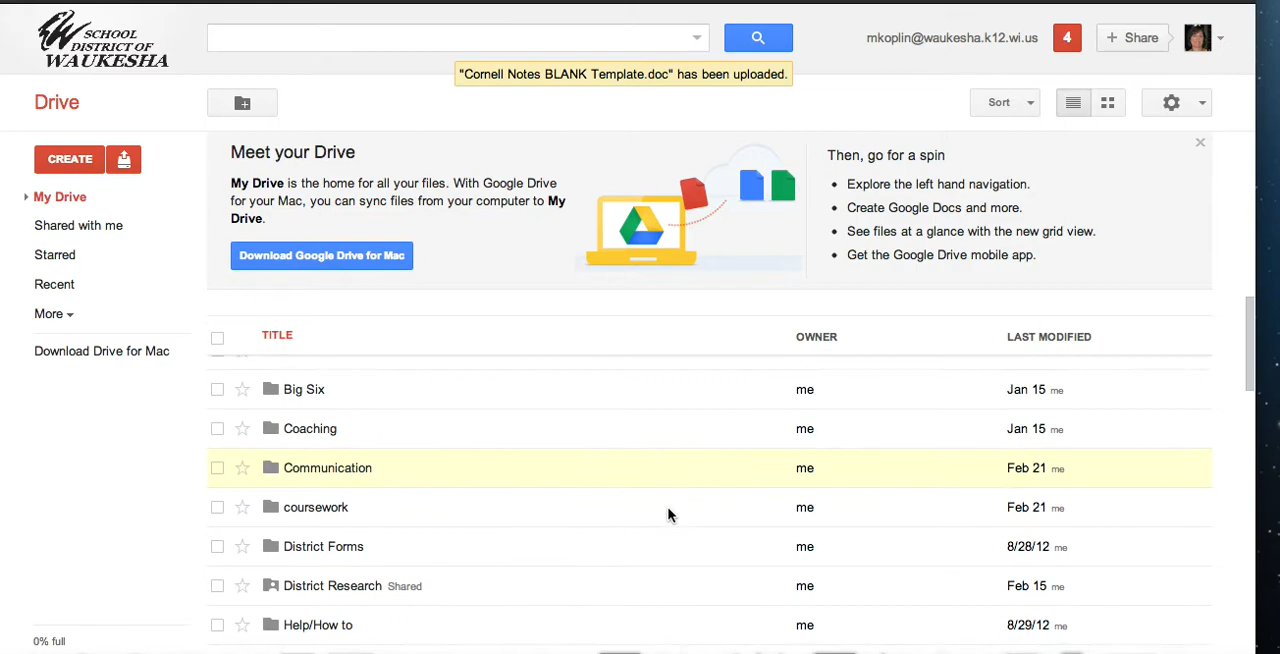 SCHOOL
DISTRICT OF
WAUKESHA
mkoplin@waukesha.k12.wi.us
4
+ Share
"Cornell Notes BLANK Template.doc" has been uploaded.
Drive
Sort
CREATE
My Drive
Shared with me
Starred
Recent
More
Download Drive for Mac
0% full
Meet your Drive
My Drive is the home for all your files. With Google Drive
for your Mac, you can sync files from your computer to My
Drive.
Download Google Drive for Mac
Then, go for a spin
• Explore the left hand navigation.
• Create Google Docs and more.
• See files at a glance with the new grid view.
• Get the Google Drive mobile app.
TITLE OWNER LAST MODIFIED
Big Six me Jan 15 me
Coaching me Jan 15 me
Communication me Feb 21 me
coursework me Feb 21 me
District Forms me 8/28/12 me
District Research Shared me Feb 15 me
Help/How to me 8/29/12 me